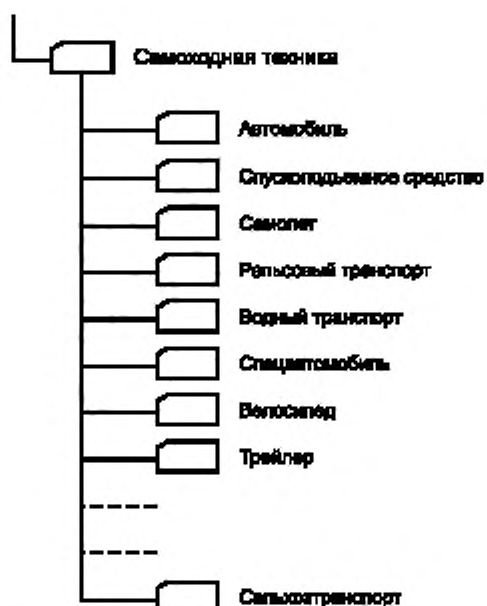 Самоходная техника
Автомобиль
Спускоподъемное средство
Самолет
Рельсовый транспорт
Водный транспорт
Спецавтомобиль
Велосипед
Трейлер
Сельхозтранспорт